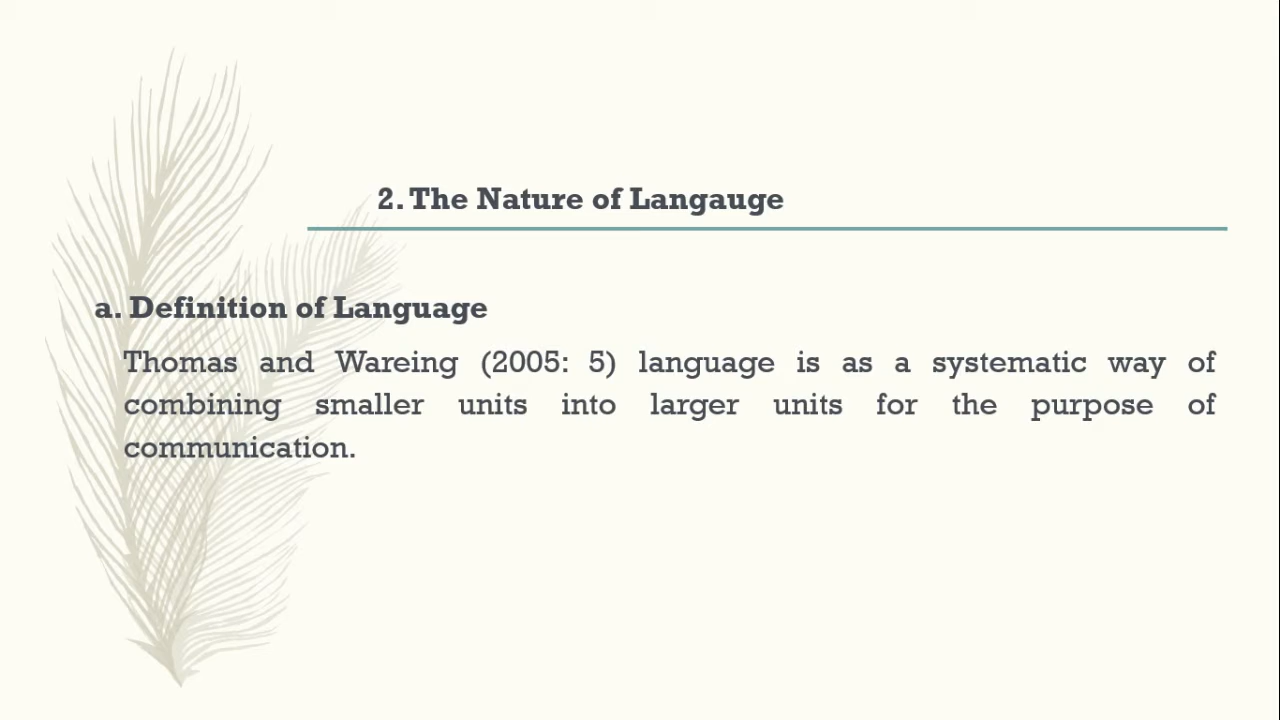 2. The Nature of Langauge
a. Definition of Language
Thomas and Wareing (2005: 5) language is as a systematic way of
combining smaller units into larger units for the purpose of
communication.